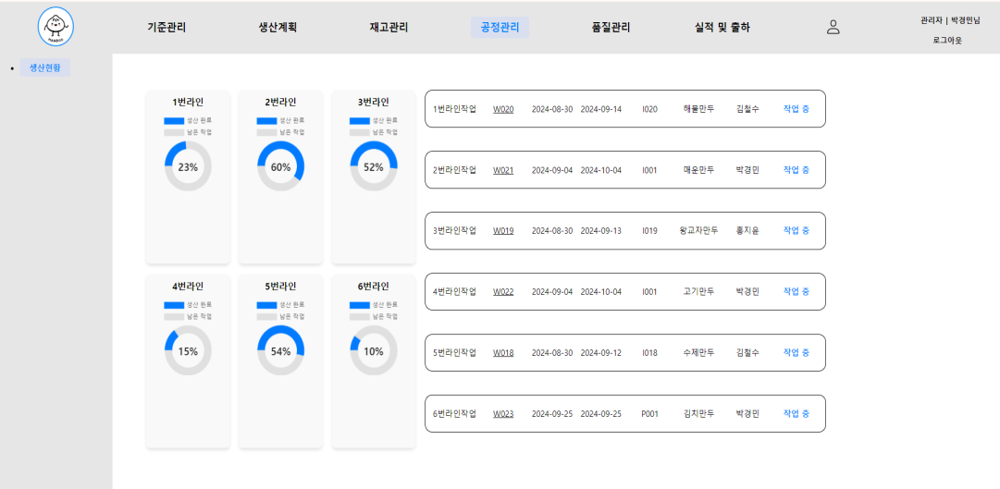 기준관리 생산계획 재고관리 공정관리 품질관리 실적 및 출하
관리자 | 박경민님
로그아웃
생산현황
1번라인
생산 완료
남은 작업
23%
2번라인
생산 완료
남은 작업
60%
3번라인
생산 완료
남은 작업
52%
4번라인
생산 완료
남은 작업
15%
5번라인
생산 완료
남은 작업
54%
6번라인
생산 완료
남은 작업
10%
1번라인작업 W020 2024-08-30 2024-09-14 I020 해물만두 김철수 작업 중
2번라인작업 W021 2024-09-04 2024-10-04 I001 매운만두 박경민 작업 중
3번라인작업 W019 2024-08-30 2024-09-13 I019 왕교자만두 홍지윤 작업 중
4번라인작업 W022 2024-09-04 2024-10-04 I001 고기만두 박경민 작업 중
5번라인작업 W018 2024-08-30 2024-09-12 I018 수제만두 김철수 작업 중
6번라인작업 W023 2024-09-25 2024-09-25 P001 김치만두 박경민 작업 중